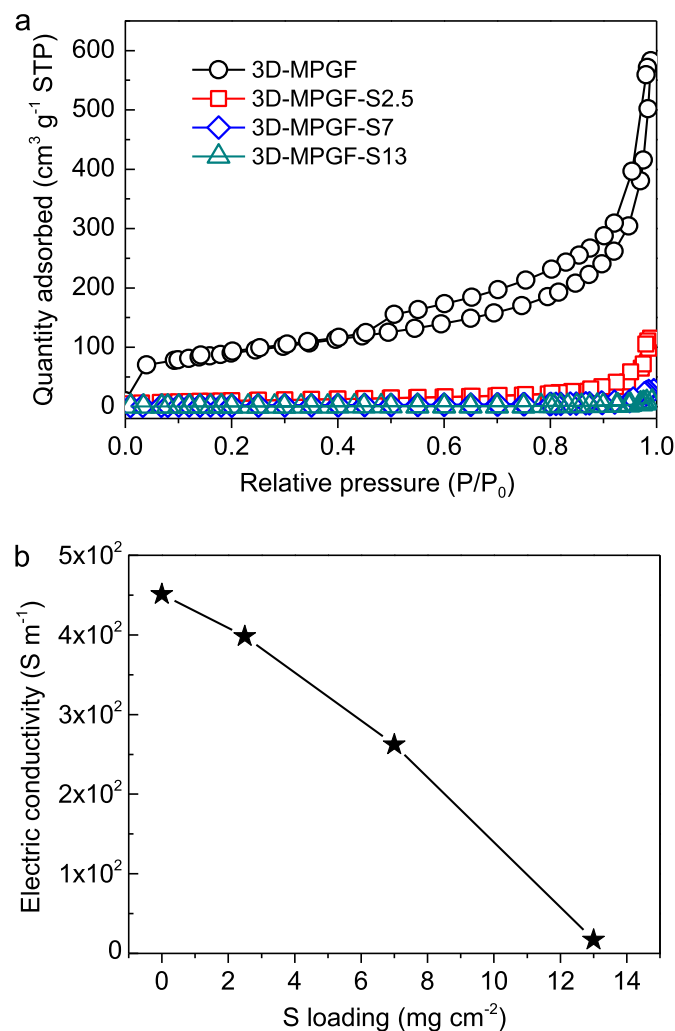 a
Quantity adsorbed (cm³ g⁻¹ STP)
600
500
400
300
200
100
0
3D-MPGF
3D-MPGF-S2.5
3D-MPGF-S7
3D-MPGF-S13
0.0 0.2 0.4 0.6 0.8 1.0
Relative pressure (P/P₀)
b
Electric conductivity (S m⁻¹)
5x10²
4x10²
3x10²
2x10²
1x10²
0
0 2 4 6 8 10 12 14
S loading (mg cm⁻²)